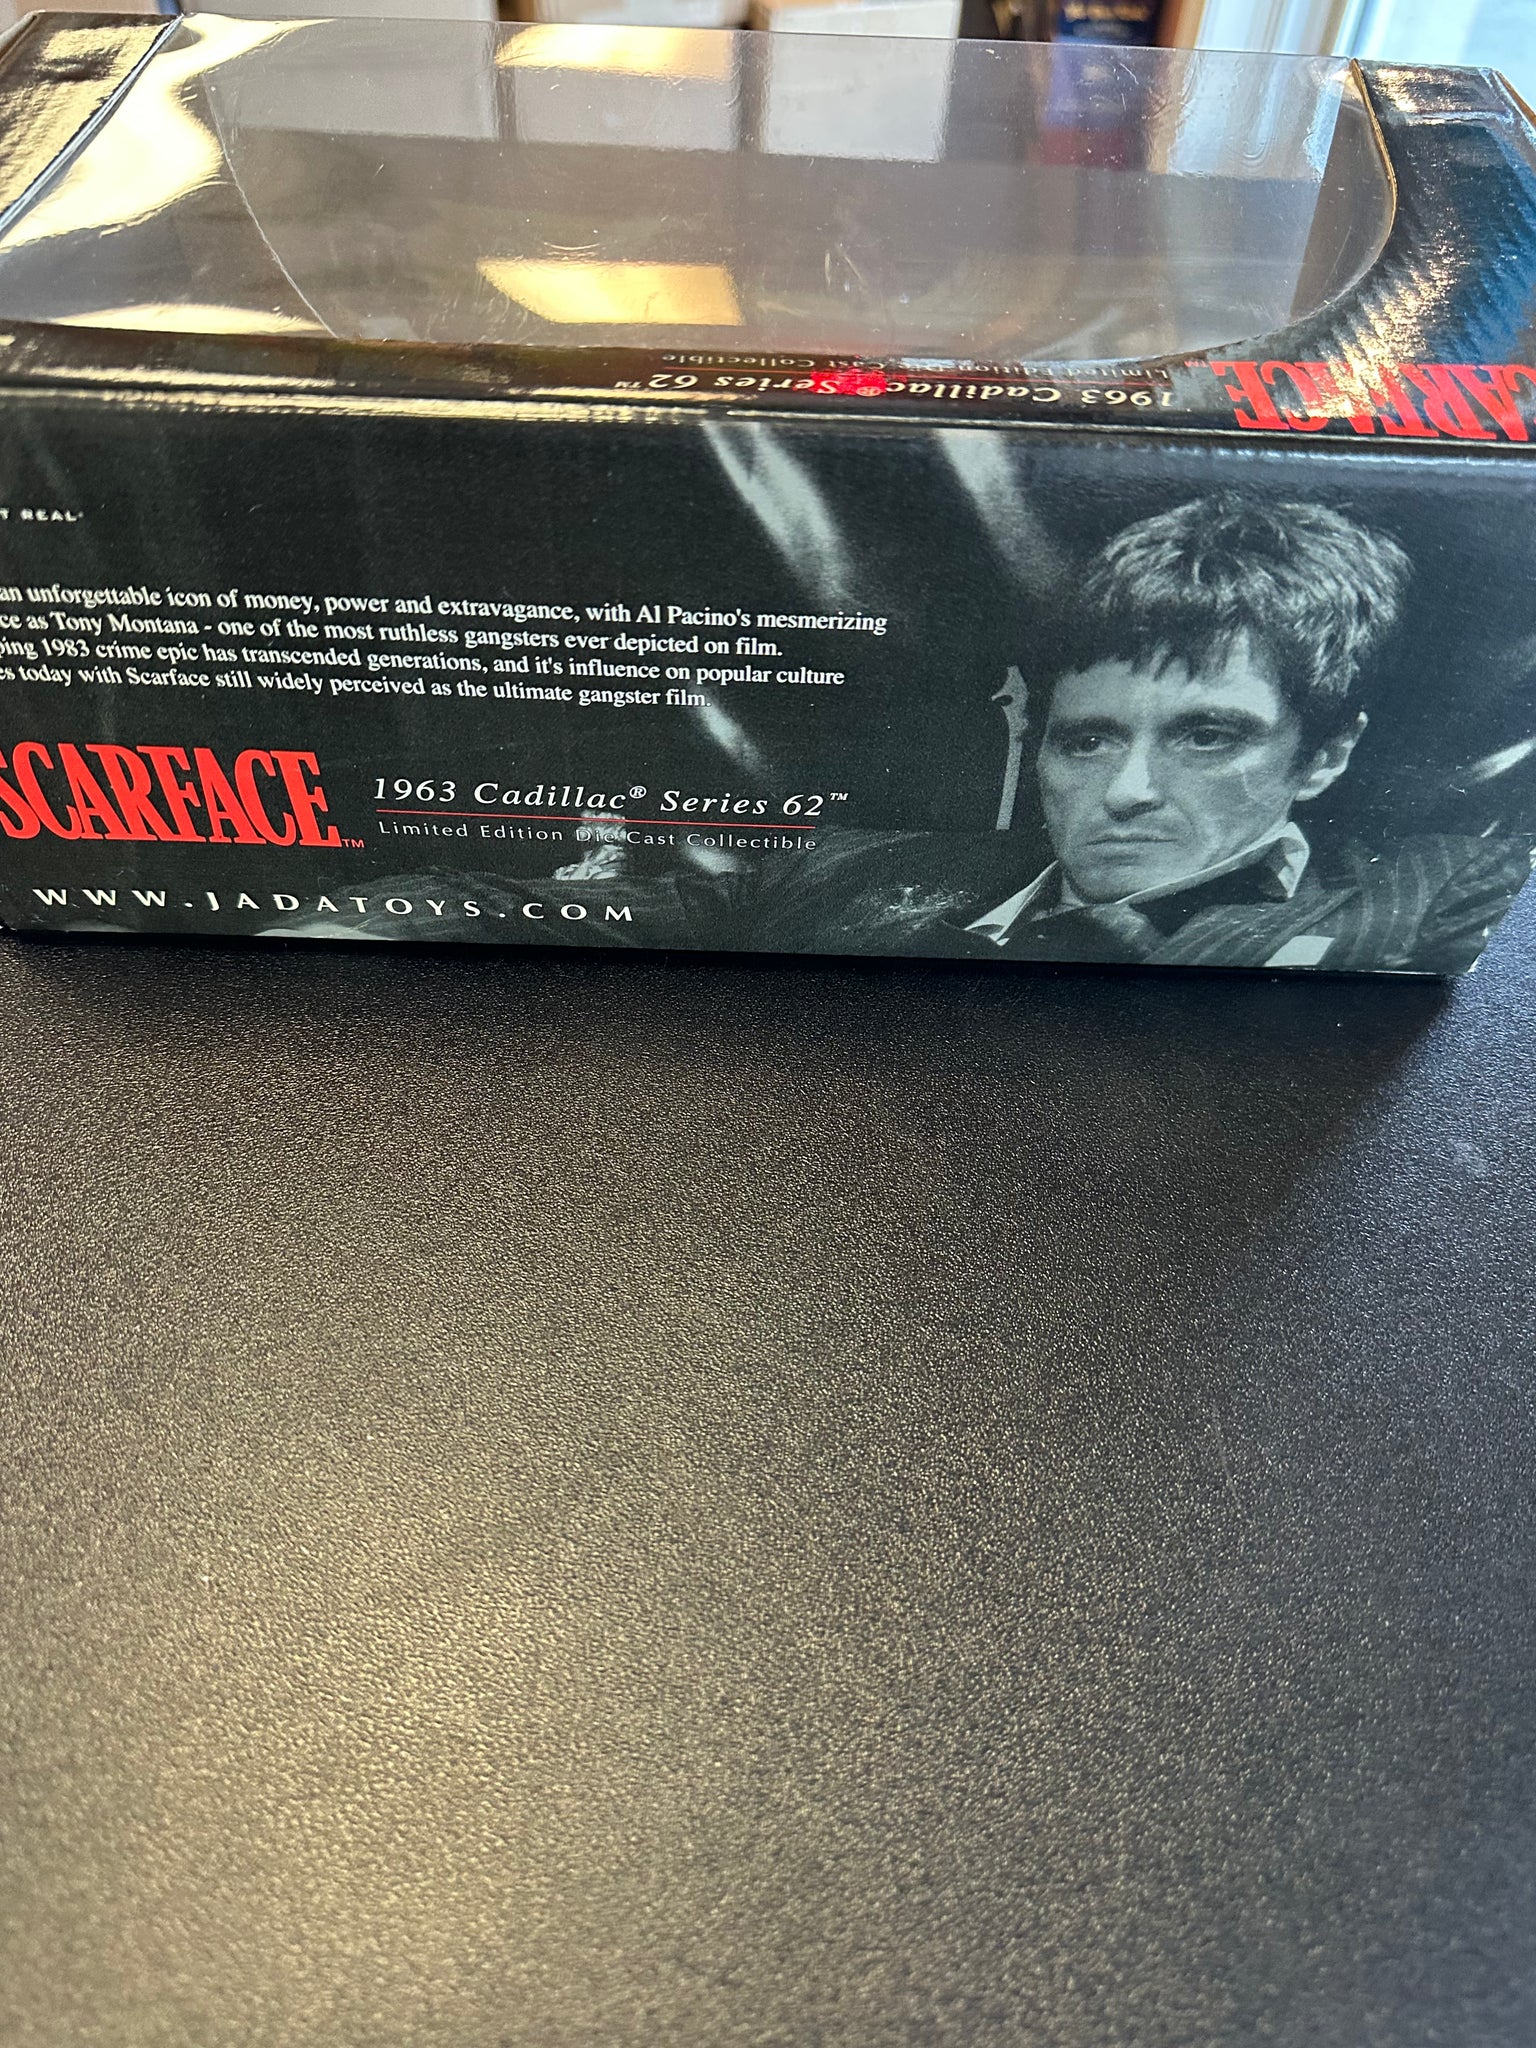 Limited Edition Die Cast Collectible
1963 Cadillac® Series 62™
SCARFACE
T REAL
an unforgettable icon of money, power and extravagance, with Al Pacino's mesmerizing
ce as Tony Montana - one of the most ruthless gangsters ever depicted on film.
ping 1983 crime epic has transcended generations, and it's influence on popular culture
es today with Scarface still widely perceived as the ultimate gangster film.
SCARFACE™
1963 Cadillac® Series 62™
Limited Edition Die Cast Collectible
WWW.JADATOYS.COM